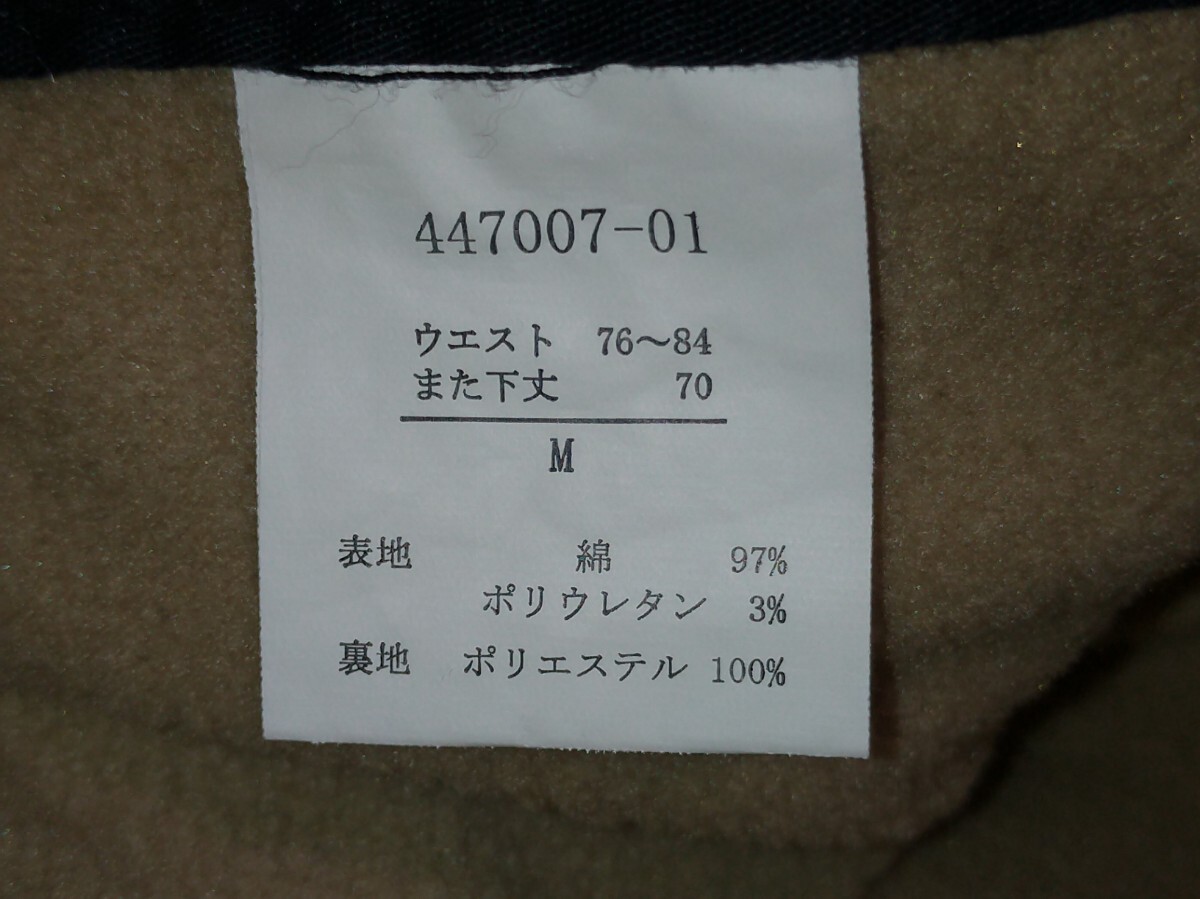 447007-01
ウエスト 76～84
また下丈 70
M
表地 綿 97%
ポリウレタン 3%
裏地 ポリエステル 100%